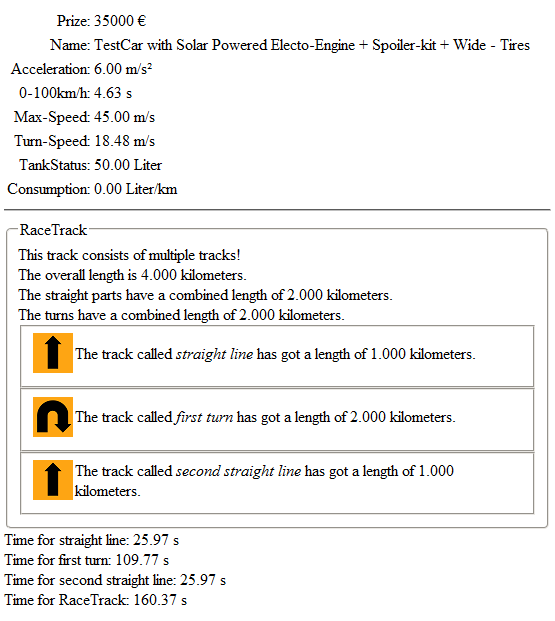 Prize: 35000 €
Name: TestCar with Solar Powered Electo-Engine + Spoiler-kit + Wide - Tires
Acceleration: 6.00 m/s²
0-100km/h: 4.63 s
Max-Speed: 45.00 m/s
Turn-Speed: 18.48 m/s
TankStatus: 50.00 Liter
Consumption: 0.00 Liter/km
RaceTrack
This track consists of multiple tracks!
The overall length is 4.000 kilometers.
The straight parts have a combined length of 2.000 kilometers.
The turns have a combined length of 2.000 kilometers.
The track called straight line has got a length of 1.000 kilometers.
The track called first turn has got a length of 2.000 kilometers.
The track called second straight line has got a length of 1.000
kilometers.
Time for straight line: 25.97 s
Time for first turn: 109.77 s
Time for second straight line: 25.97 s
Time for RaceTrack: 160.37 s